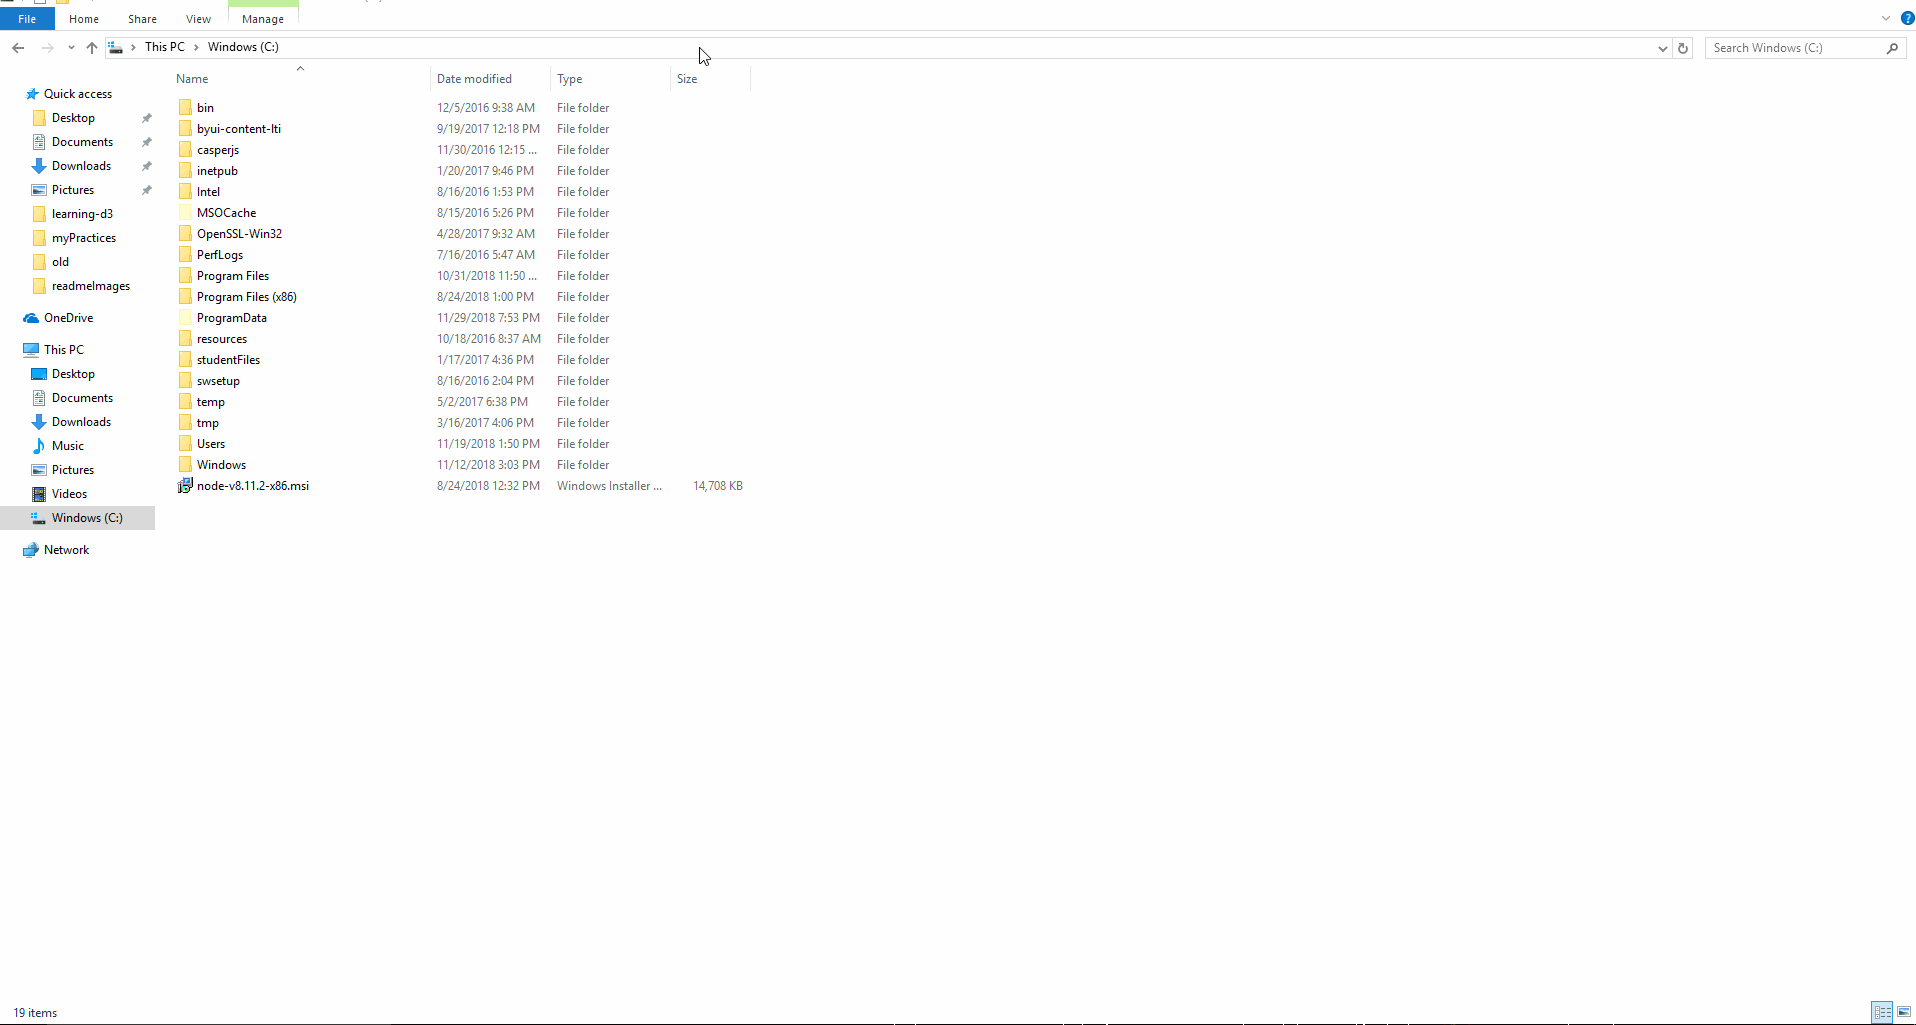 File Home Share View Manage
This PC Windows (C:) Search Windows (C:)
Name Date modified Type Size
Quick access
Desktop
Documents
Downloads
Pictures
learning-d3
myPractices
old
readmeImages
OneDrive
This PC
Desktop
Documents
Downloads
Music
Pictures
Videos
Windows (C:)
Network
bin 12/5/2016 9:38 AM File folder
byui-content-lti 9/19/2017 12:18 PM File folder
casperjs 11/30/2016 12:15 ... File folder
inetpub 1/20/2017 9:46 PM File folder
Intel 8/16/2016 1:53 PM File folder
MSOCache 8/15/2016 5:26 PM File folder
OpenSSL-Win32 4/28/2017 9:32 AM File folder
PerfLogs 7/16/2016 5:47 AM File folder
Program Files 10/31/2018 11:50 ... File folder
Program Files (x86) 8/24/2018 1:00 PM File folder
ProgramData 11/29/2018 7:53 PM File folder
resources 10/18/2016 8:37 AM File folder
studentFiles 1/17/2017 4:36 PM File folder
swsetup 8/16/2016 2:04 PM File folder
temp 5/2/2017 6:38 PM File folder
tmp 3/16/2017 4:06 PM File folder
Users 11/19/2018 1:50 PM File folder
Windows 11/12/2018 3:03 PM File folder
node-v8.11.2-x86.msi 8/24/2018 12:32 PM Windows Installer ... 14,708 KB
19 items